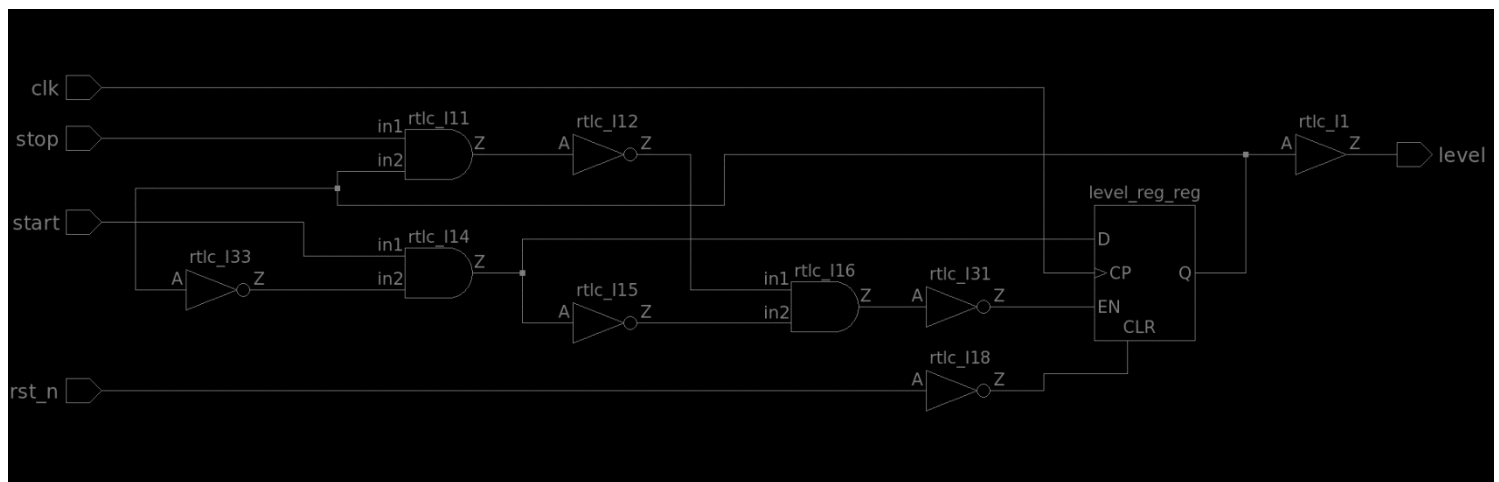 clk
stop
start
rst_n
in1
in2
rtlc_I11
Z
A
rtlc_I12
Z
rtlc_I33
A
Z
in1
in2
rtlc_I14
Z
rtlc_I15
A
Z
in1
in2
rtlc_I16
Z
rtlc_I31
A
Z
rtlc_I18
A
Z
level_reg_reg
D
CP
EN
CLR
Q
rtlc_I1
A
Z
level